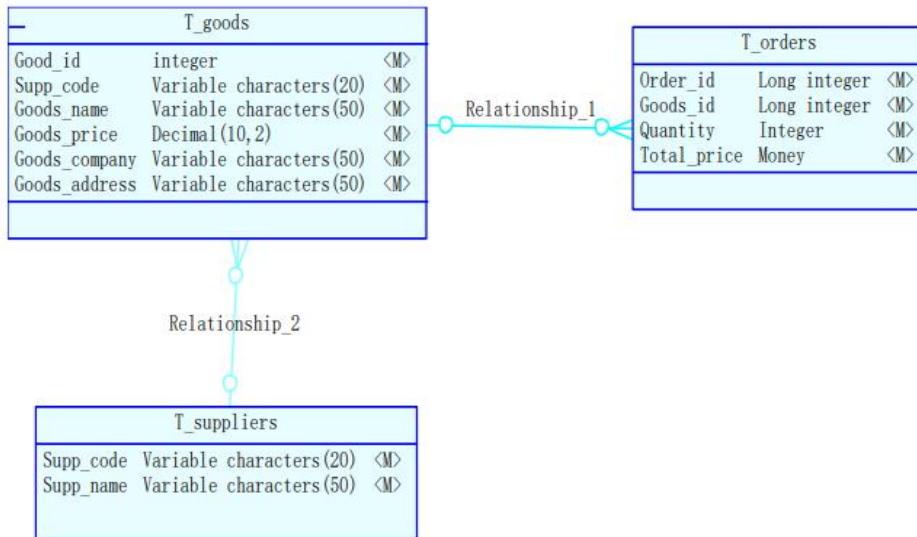 T_goods
Good_id integer <M>
Supp_code Variable characters(20) <M>
Goods_name Variable characters(50) <M>
Goods_price Decimal(10,2) <M>
Goods_company Variable characters(50) <M>
Goods_address Variable characters(50) <M>
Relationship_1
T_orders
Order_id Long integer <M>
Goods_id Long integer <M>
Quantity Integer <M>
Total_price Money <M>
Relationship_2
T_suppliers
Supp_code Variable characters(20) <M>
Supp_name Variable characters(50) <M>